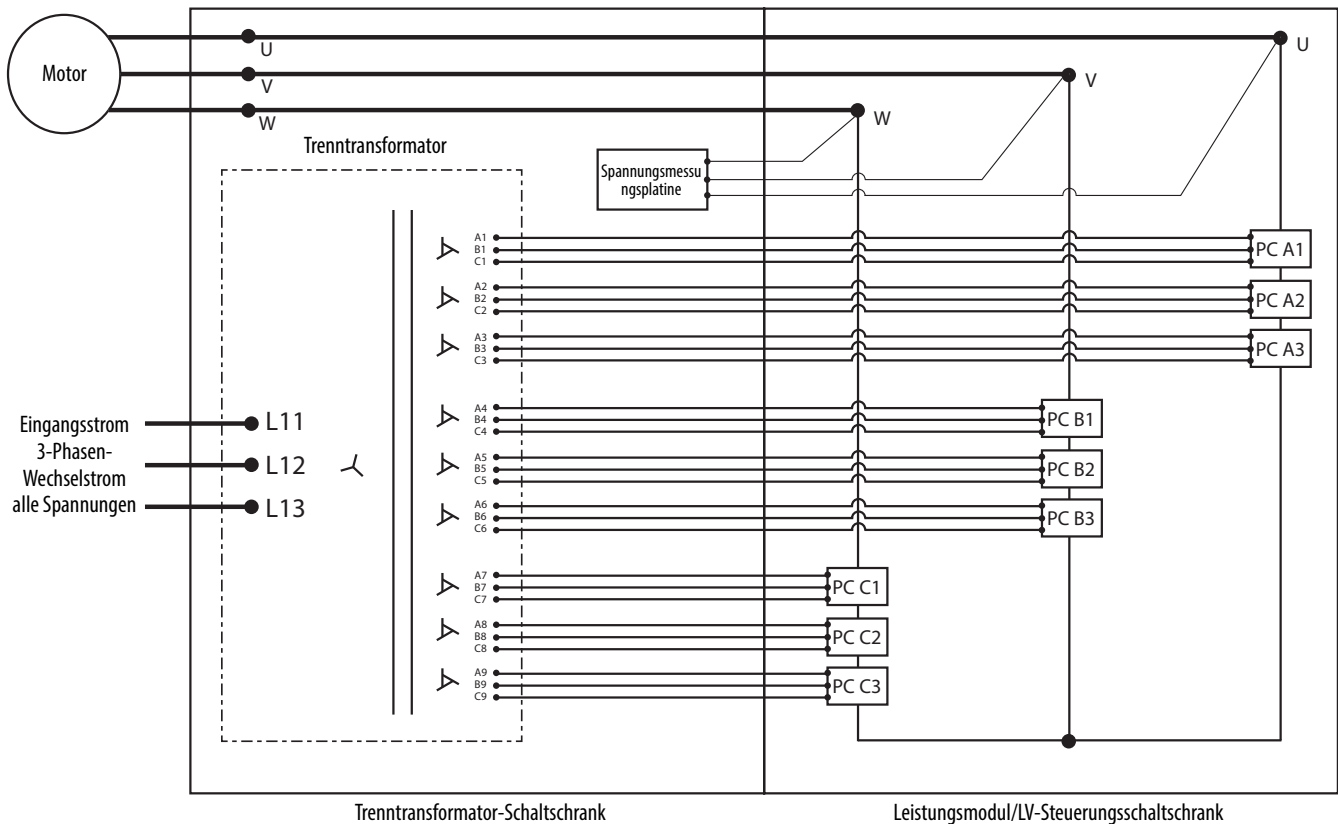 Motor
U
V
W
U
V
W
Trenntransformator
Spannungsmessu
ngsplatine
A1
B1
C1
PC A1
A2
B2
C2
PC A2
A3
B3
C3
PC A3
A4
B4
C4
PC B1
A5
B5
C5
PC B2
A6
B6
C6
PC B3
Eingangsstrom
3-Phasen-
Wechselstrom
alle Spannungen
L11
L12
L13
A7
B7
C7
PC C1
A8
B8
C8
PC C2
A9
B9
C9
PC C3
Trenntransformator-Schaltschrank
Leistungsmodul/LV-Steuerungsschaltschrank